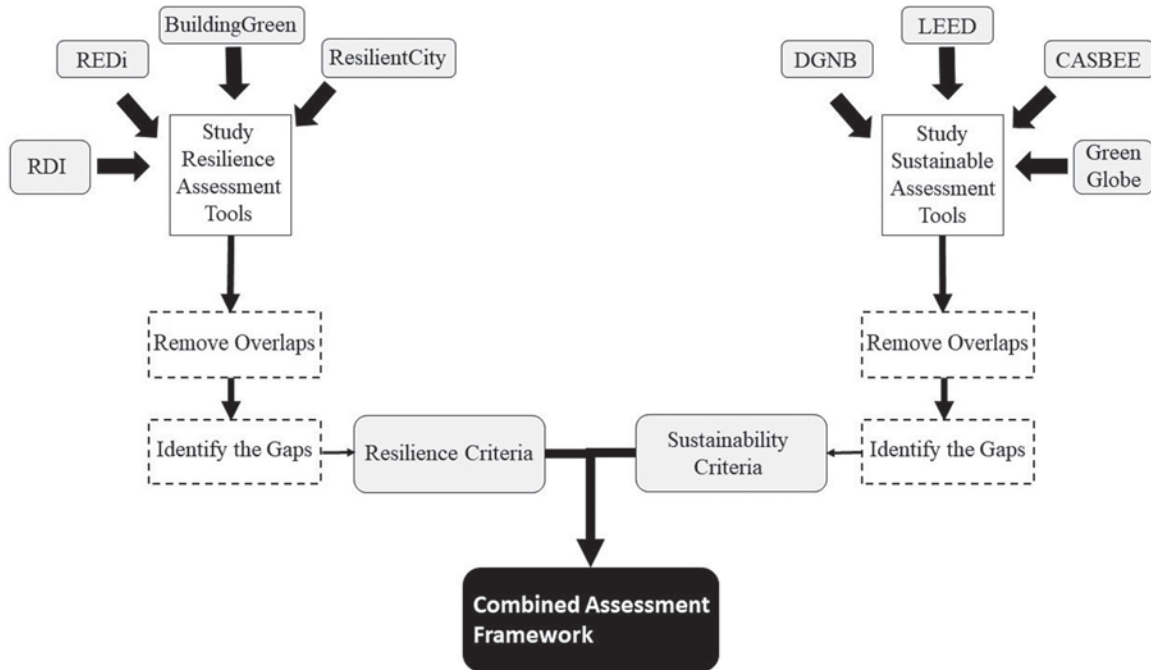 BuildingGreen
REDi
ResilientCity
RDI
Study
Resilience
Assessment
Tools
LEED
DGNB
CASBEE
Green
Globe
Study
Sustainable
Assessment
Tools
Remove Overlaps
Remove Overlaps
Identify the Gaps
Resilience Criteria
Sustainability
Criteria
Identify the Gaps
Combined Assessment
Framework